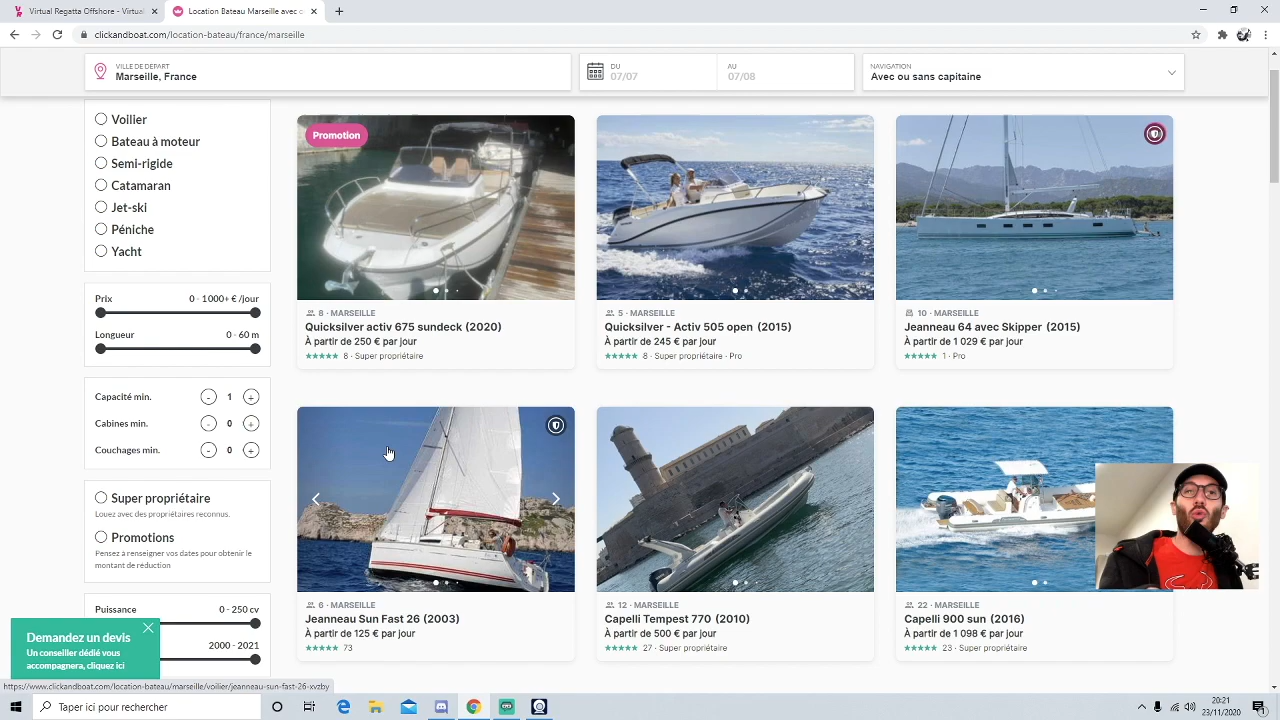 Virtual Regatta Offshore - Virtual
Location Bateau Marseille avec o
clickandboat.com/location-bateau/france/marseille
VILLE DE DÉPART
Marseille, France
DU
07/07
AU
07/08
NAVIGATION
Avec ou sans capitaine
Voilier
Bateau à moteur
Semi-rigide
Catamaran
Jet-ski
Péniche
Yacht
Prix 0 - 1000+ € /jour
Longueur 0 - 60 m
Capacité min. - 1 +
Cabines min. - 0 +
Couchages min. - 0 +
Super propriétaire
Louez avec des propriétaires reconnus.
Promotions
Pensez à renseigner vos dates pour obtenir le
montant de réduction
Puissance 0 - 250 cv
2000 - 2021
Demandez un devis
Un conseiller dédié vous
accompagnera, cliquez ici
Promotion
8 · MARSEILLE
Quicksilver activ 675 sundeck (2020)
À partir de 250 € par jour
8 · Super propriétaire
5 · MARSEILLE
Quicksilver - Activ 505 open (2015)
À partir de 245 € par jour
8 · Super propriétaire · Pro
10 · MARSEILLE
Jeanneau 64 avec Skipper (2015)
À partir de 1 029 € par jour
1 · Pro
6 · MARSEILLE
Jeanneau Sun Fast 26 (2003)
À partir de 125 € par jour
73
12 · MARSEILLE
Capelli Tempest 770 (2010)
À partir de 500 € par jour
27 · Super propriétaire
22 · MARSEILLE
Capelli 900 sun (2016)
À partir de 1 098 € par jour
23 · Super propriétaire
https://www.clickandboat.com/location-bateau/marseille/voilier/jeanneau-sun-fast-26-xvzby
Taper ici pour rechercher
20:21
23/11/2020